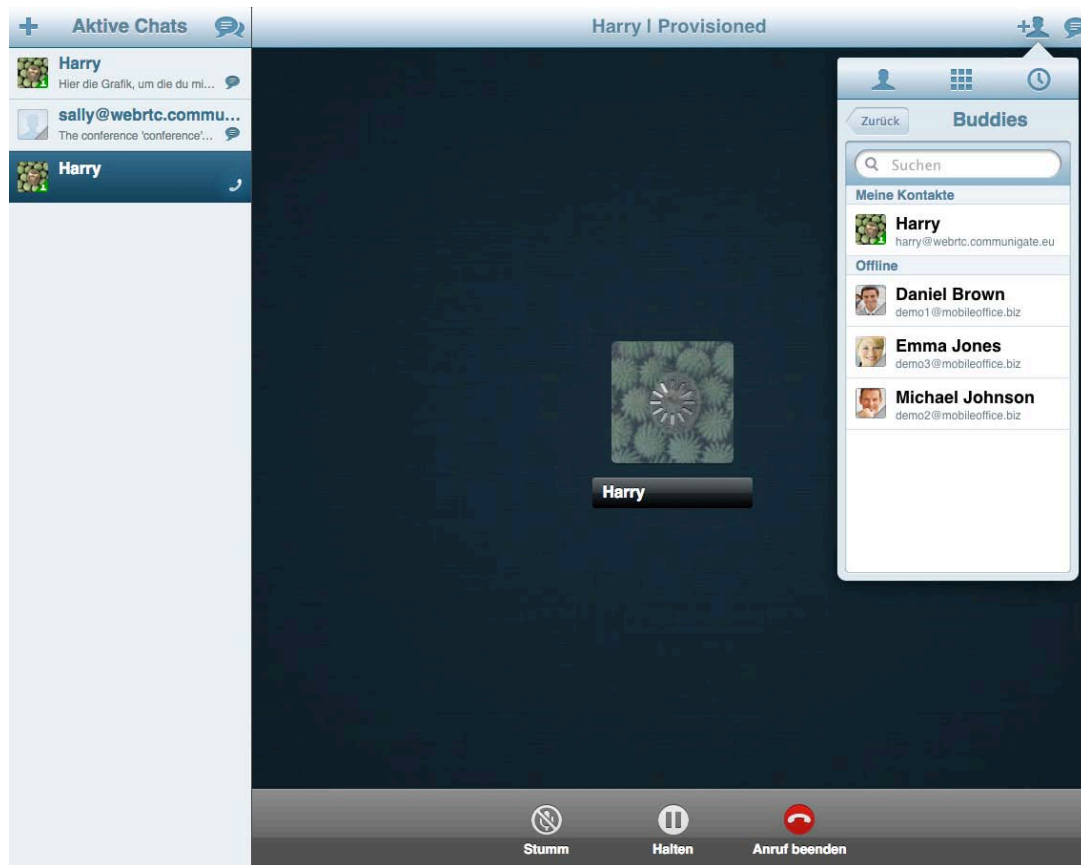 Aktive Chats
Harry
Hier die Grafik, um die du mi...
sally@webrtc.commu...
The conference 'conference'...
Harry
Harry | Provisioned
Zurück
Buddies
Suchen
Meine Kontakte
Harry
harry@webrtc.communigate.eu
Offline
Daniel Brown
demo1@mobileoffice.biz
Emma Jones
demo3@mobileoffice.biz
Michael Johnson
demo2@mobileoffice.biz
Harry
Stumm
Halten
Anruf beenden